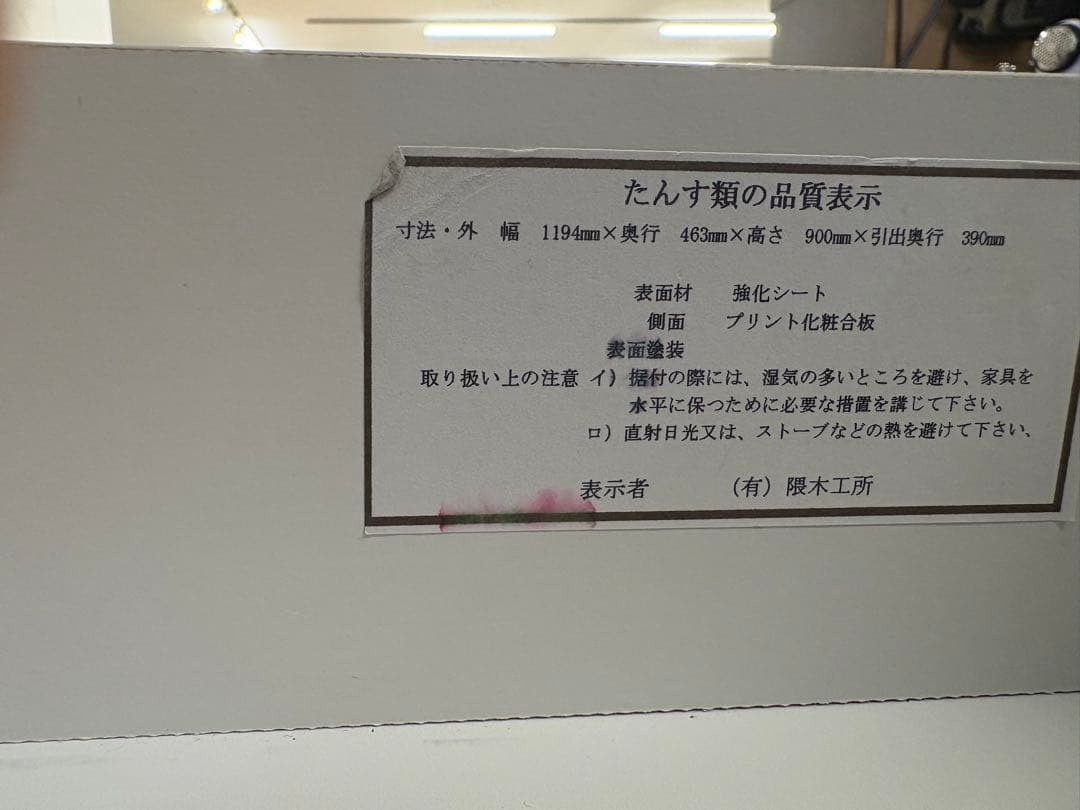 たんす類の品質表示
寸法・外 幅 1194mm×奥行 463mm×高さ 900mm×引出奥行 390mm
表面材 強化シート
側面 プリント化粧合板
表面塗装
取り扱い上の注意 イ）据付の際には、湿気の多いところを避け、家具を
水平に保つために必要な措置を講じて下さい。
ロ）直射日光又は、ストーブなどの熱を避けて下さい、
表示者 （有）隈木工所